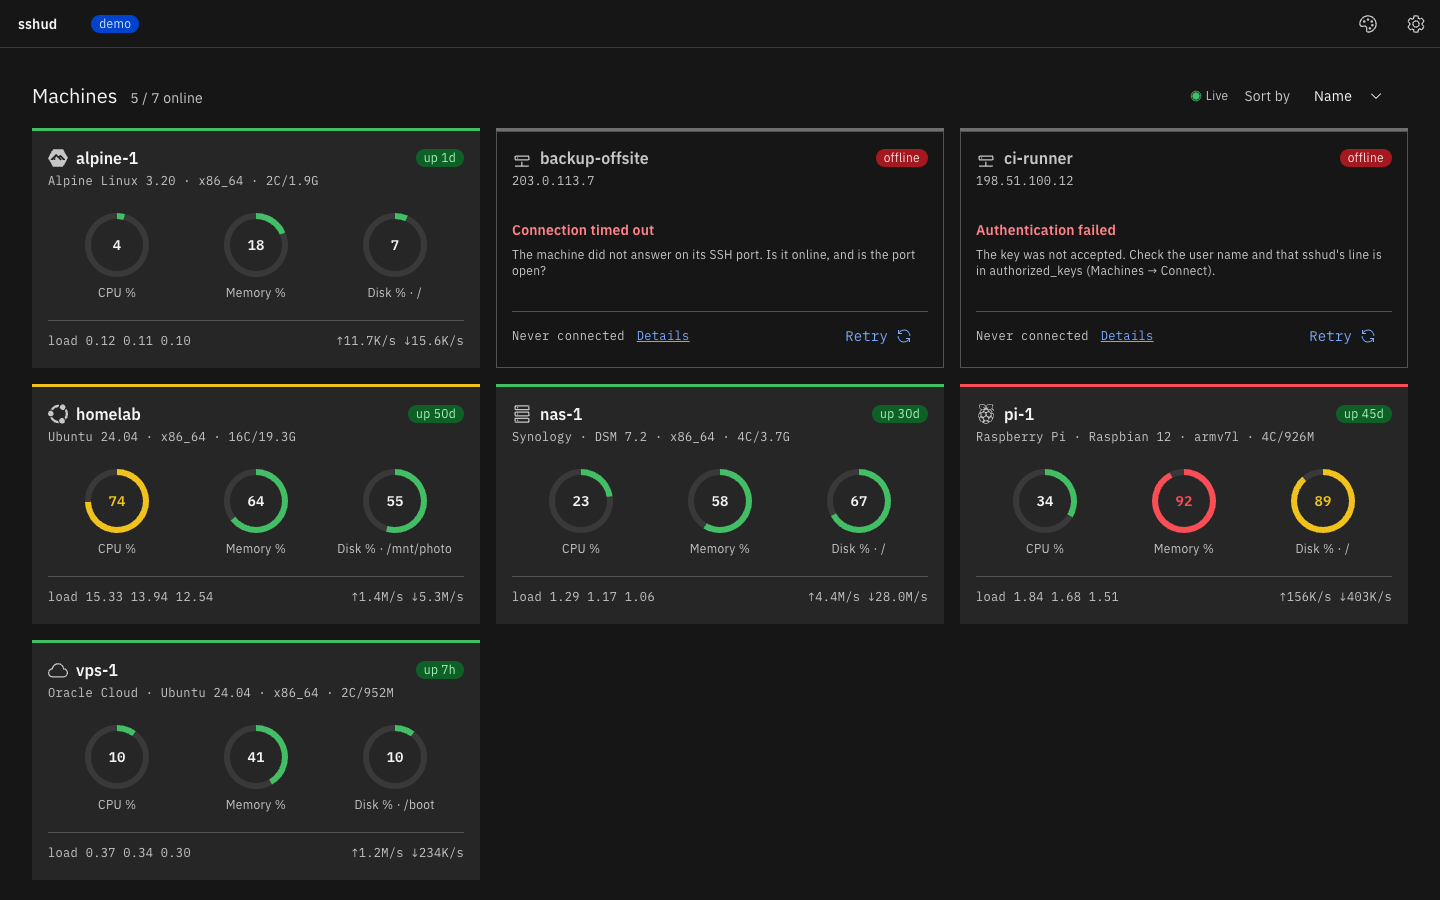 sshud demo
Machines 5 / 7 online
Live Sort by Name
alpine-1 up 1d
Alpine Linux 3.20 · x86_64 · 2C/1.9G
4 18 7
CPU % Memory % Disk % · /
load 0.12 0.11 0.10 ↑11.7K/s ↓15.6K/s
backup-offsite offline
203.0.113.7
Connection timed out
The machine did not answer on its SSH port. Is it online, and is the port
open?
Never connected Details Retry
ci-runner offline
198.51.100.12
Authentication failed
The key was not accepted. Check the user name and that sshud's line is
in authorized_keys (Machines → Connect).
Never connected Details Retry
homelab up 50d
Ubuntu 24.04 · x86_64 · 16C/19.3G
74 64 55
CPU % Memory % Disk % · /mnt/photo
load 15.33 13.94 12.54 ↑1.4M/s ↓5.3M/s
nas-1 up 30d
Synology · DSM 7.2 · x86_64 · 4C/3.7G
23 58 67
CPU % Memory % Disk % · /
load 1.29 1.17 1.06 ↑4.4M/s ↓28.0M/s
pi-1 up 45d
Raspberry Pi · Raspbian 12 · armv7l · 4C/926M
34 92 89
CPU % Memory % Disk % · /
load 1.84 1.68 1.51 ↑156K/s ↓403K/s
vps-1 up 7h
Oracle Cloud · Ubuntu 24.04 · x86_64 · 2C/952M
10 41 10
CPU % Memory % Disk % · /boot
load 0.37 0.34 0.30 ↑1.2M/s ↓234K/s